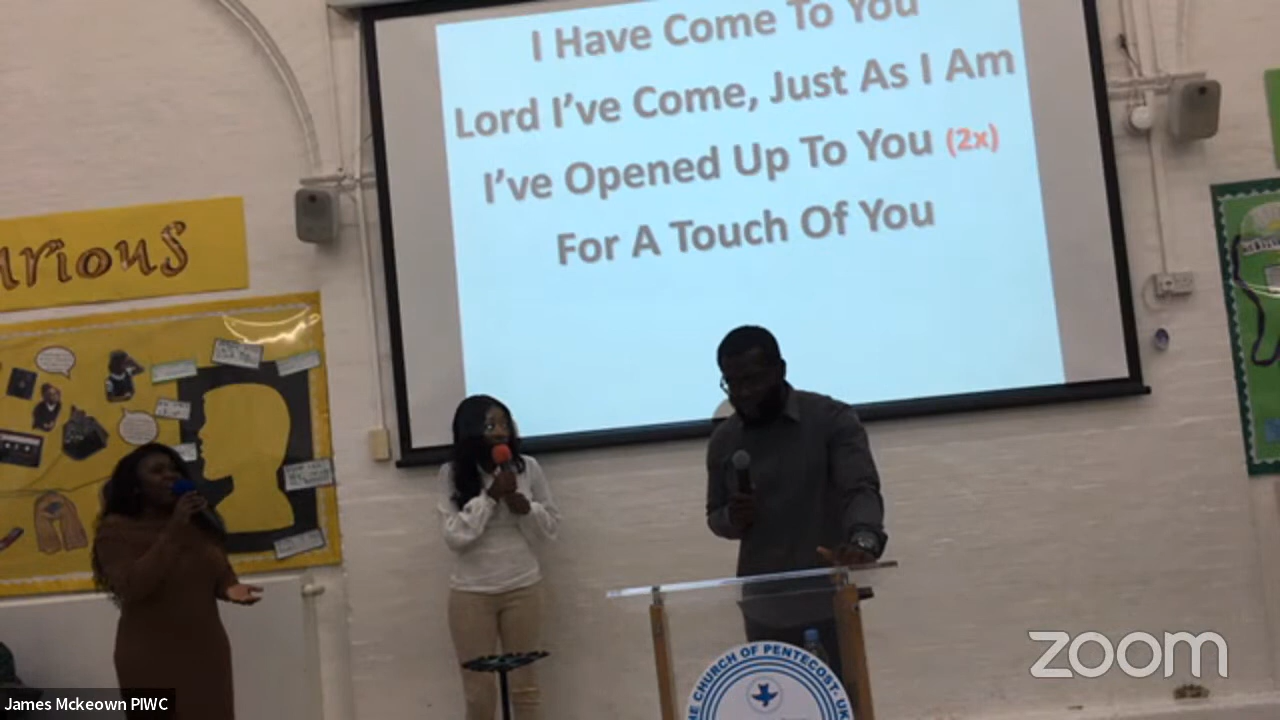 I Have Come To You
Lord I've Come, Just As I Am
I've Opened Up To You (2x)
For A Touch Of You
urious
THE CHURCH OF PENTECOST. UK
zoom
James Mckeown PIWC